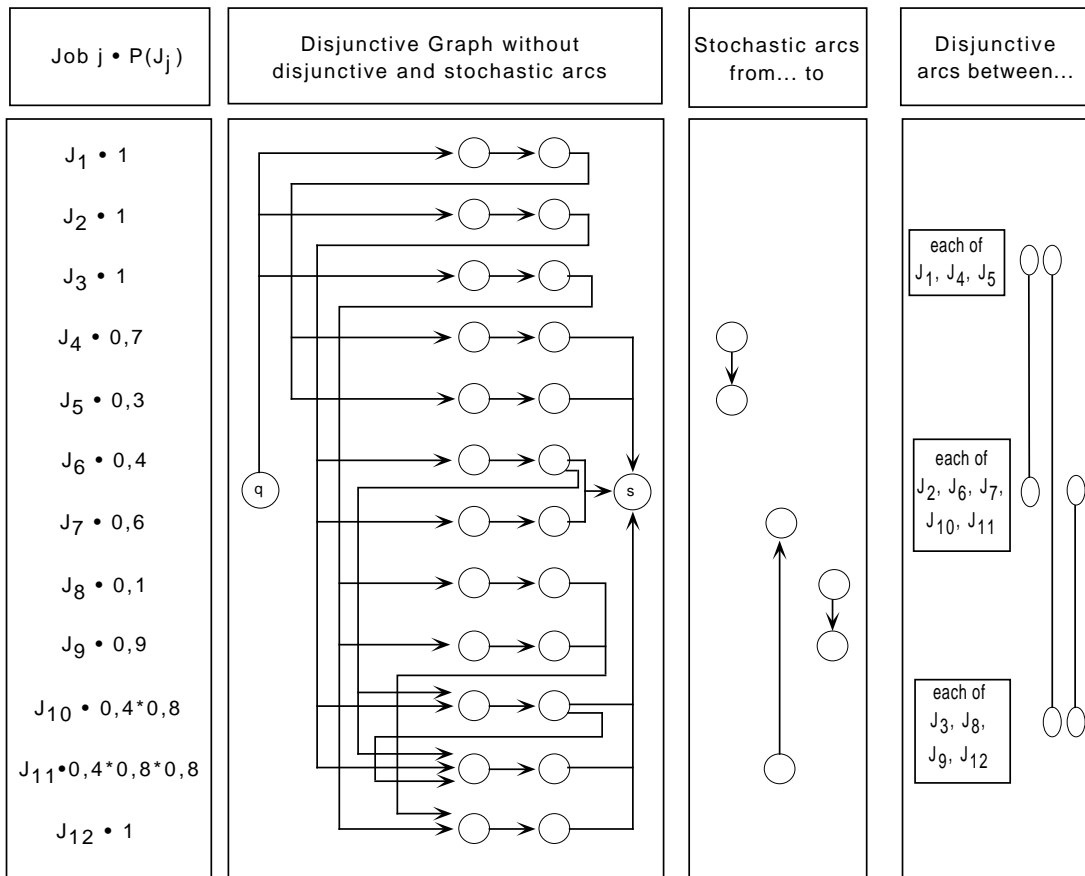 Job j • P(Jj)
Disjunctive Graph without
disjunctive and stochastic arcs
Stochastic arcs
from... to
Disjunctive
arcs between...
J1 • 1
J2 • 1
J3 • 1
J4 • 0,7
J5 • 0,3
J6 • 0,4
J7 • 0,6
J8 • 0,1
J9 • 0,9
J10 • 0,4*0,8
J11•0,4*0,8*0,8
J12 • 1
q
s
each of
J1, J4, J5
each of
J2, J6, J7,
J10, J11
each of
J3, J8,
J9, J12